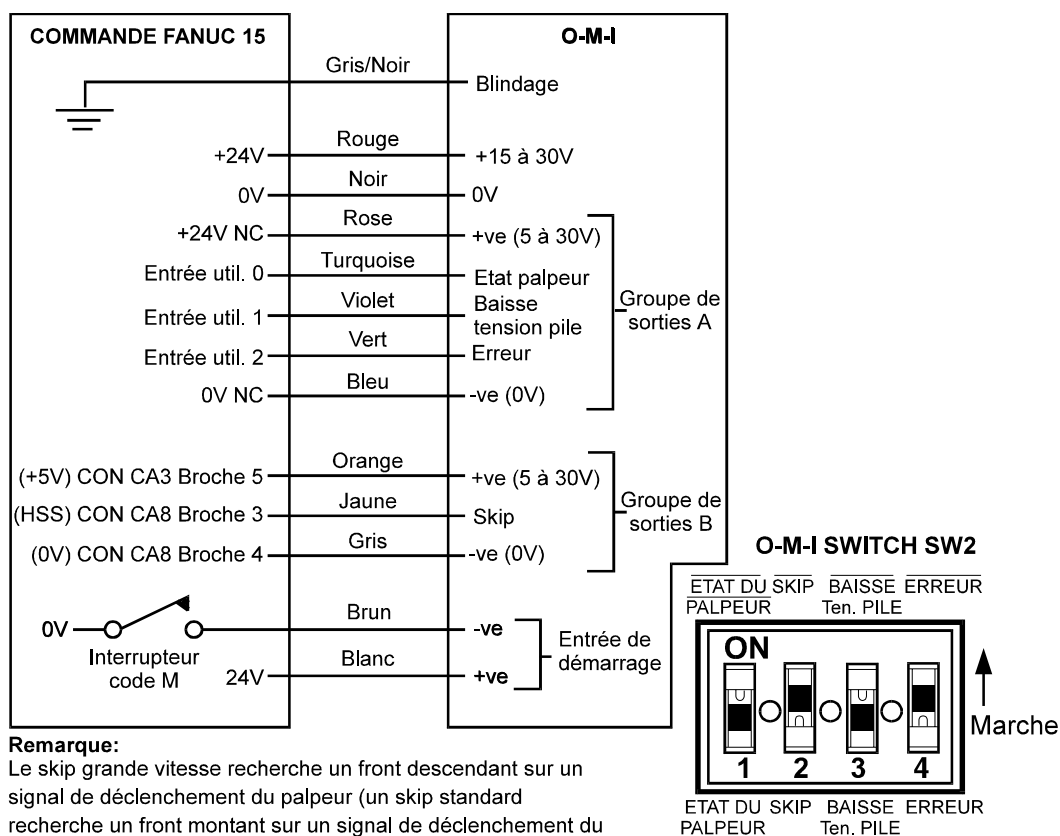 COMMANDE FANUC 15
O-M-I
Gris/Noir
Blindage
+24V
Rouge
+15 à 30V
0V
Noir
0V
+24V NC
Rose
+ve (5 à 30V)
Entrée util. 0
Turquoise
Etat palpeur
Entrée util. 1
Violet
Baisse
tension pile
Entrée util. 2
Vert
Erreur
0V NC
Bleu
-ve (0V)
Groupe de
sorties A
(+5V) CON CA3 Broche 5
Orange
+ve (5 à 30V)
(HSS) CON CA8 Broche 3
Jaune
Skip
(0V) CON CA8 Broche 4
Gris
-ve (0V)
Groupe de
sorties B
0V
Interrupteur
code M
Brun
-ve
24V
Blanc
+ve
Entrée de
démarrage
O-M-I SWITCH SW2
ETAT DU SKIP BAISSE ERREUR
PALPEUR Ten. PILE
ON
1 2 3 4
Marche
ETAT DU SKIP BAISSE ERREUR
PALPEUR Ten. PILE
Remarque:
Le skip grande vitesse recherche un front descendant sur un
signal de déclenchement du palpeur (un skip standard
recherche un front montant sur un signal de déclenchement du